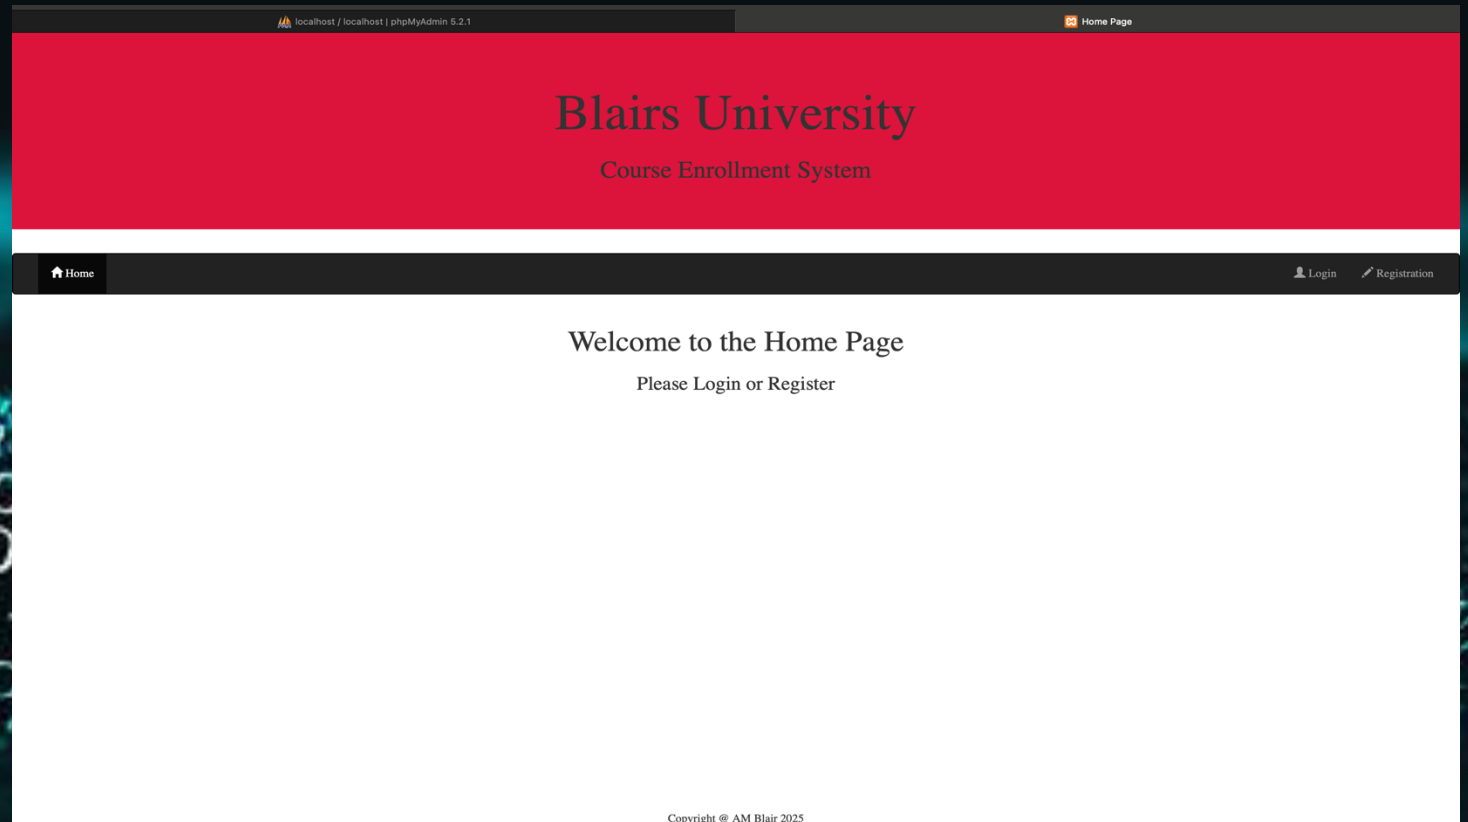 localhost / localhost | phpMyAdmin 5.2.1
Home Page
Blairs University
Course Enrollment System
Home
Login
Registration
Welcome to the Home Page
Please Login or Register
Copyright @ AM Blair 2025